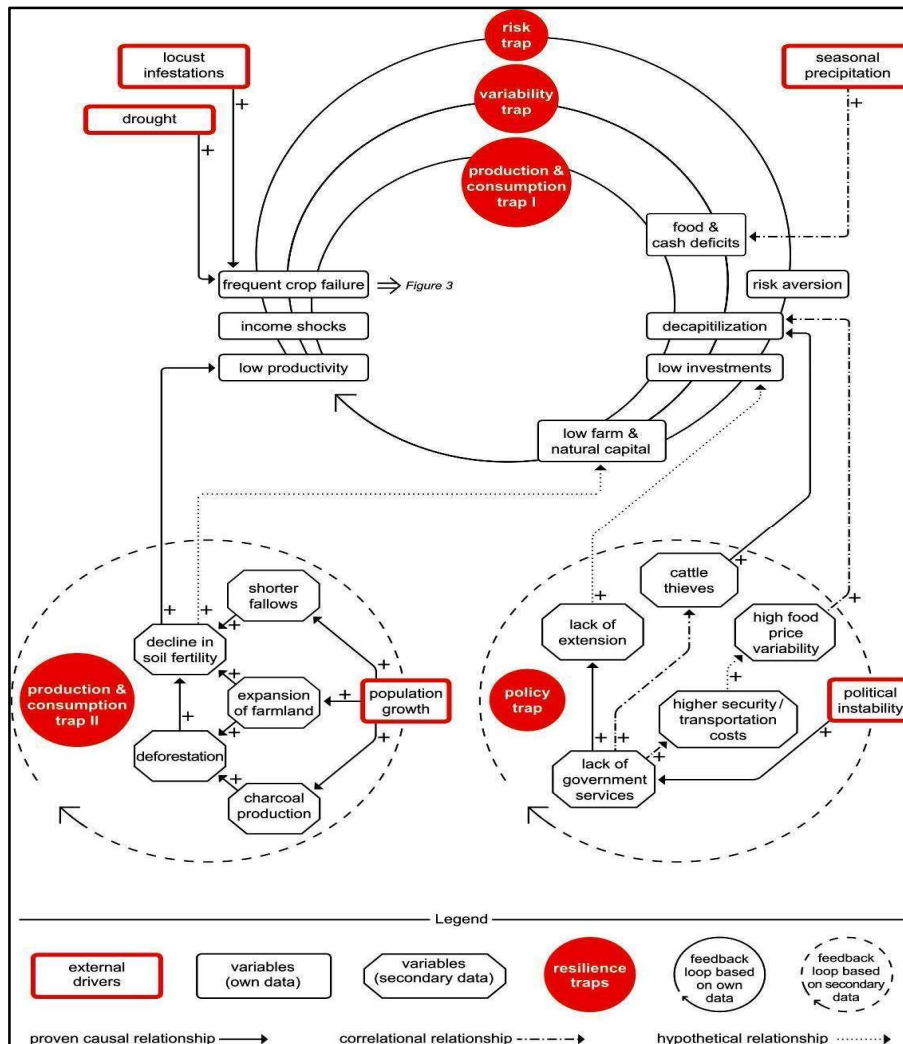 risk
trap
locust
infestations
seasonal
precipitation
variability
trap
+
+
drought
+
production &
consumption
trap I
food &
cash deficits
frequent crop failure
Figure 3
risk aversion
income shocks
decapitilization
low productivity
low investments
low farm &
natural capital
shorter
fallows
cattle
thieves
+
+
+
+
+
lack of
extension
high food
price
variability
+
decline in
soil fertility
+
+
+
production &
consumption
trap II
expansion
of farmland
+
population
growth
policy
trap
higher security/
transportation
costs
+
political
instability
+
+
+
deforestation
+
+
+
+
+
lack of
government
services
charcoal
production
Legend
external
drivers
variables
(own data)
variables
(secondary data)
resilience
traps
feedback
loop based
on own
data
feedback
loop based
on secondary
data
proven causal relationship
correlational relationship
hypothetical relationship